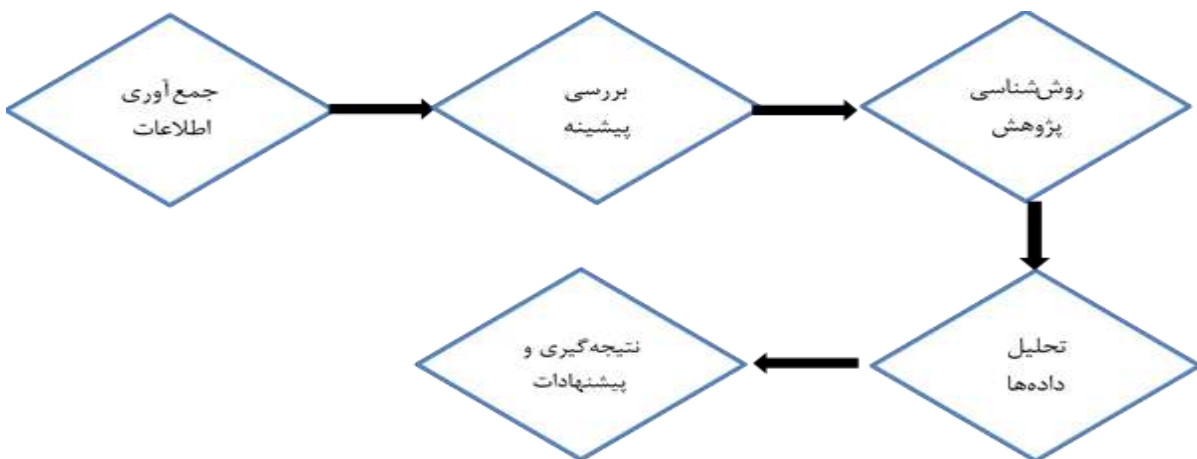 جمع‌آوری
اطلاعات
بررسی
پیشینه
روش‌شناسی
پژوهش
تحلیل
داده‌ها
نتیجه‌گیری و
پیشنهادات